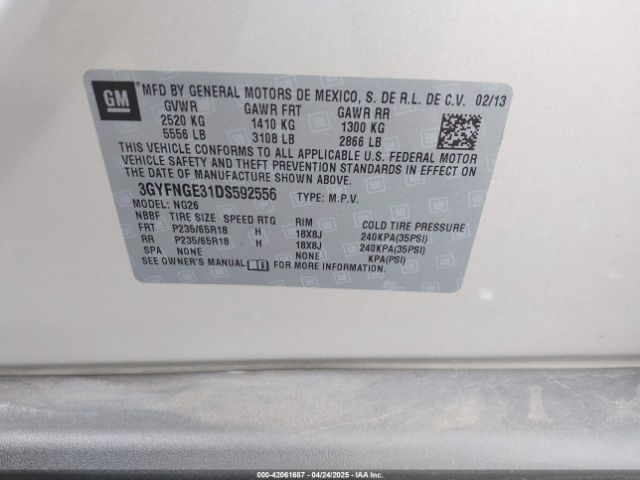 GM
MFD BY GENERAL MOTORS DE MEXICO, S. DE R.L. DE C.V. 02/13
GVWR GAWR FRT GAWR RR
2520 KG 1410 KG 1300 KG
5556 LB 3108 LB 2866 LB
THIS VEHICLE CONFORMS TO ALL APPLICABLE U.S. FEDERAL MOTOR
VEHICLE SAFETY AND THEFT PREVENTION STANDARDS IN EFFECT ON
THE DATE OF MANUFACTURE SHOWN ABOVE.
3GYFNGE31DS592556 TYPE: M.P.V.
MODEL: NG26
NBBF TIRE SIZE SPEED RTG RIM COLD TIRE PRESSURE
FRT P235/65R18 H 18X8J 240KPA(35PSI)
RR P235/65R18 H 18X8J 240KPA(35PSI)
SPA NONE NONE KPA(PSI)
SEE OWNER'S MANUAL FOR MORE INFORMATION.
000-42061687 - 04/24/2025 - IAA Inc.